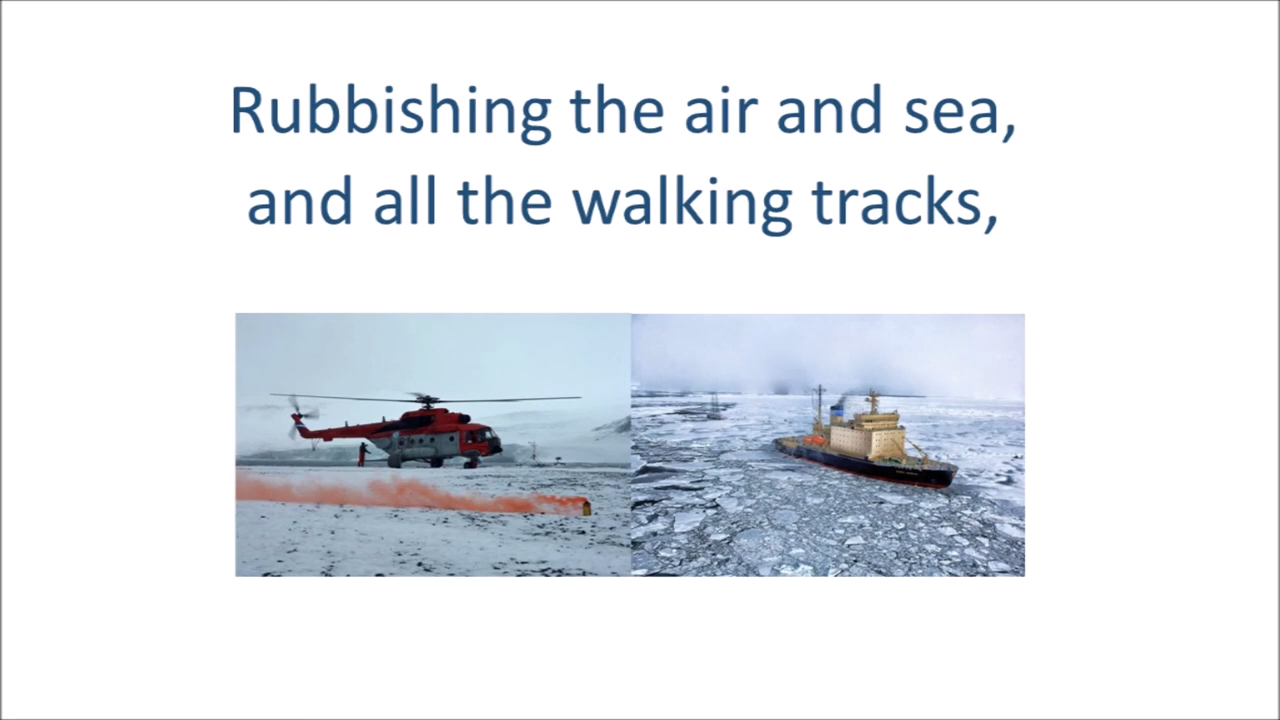 Rubbishing the air and sea,
and all the walking tracks,